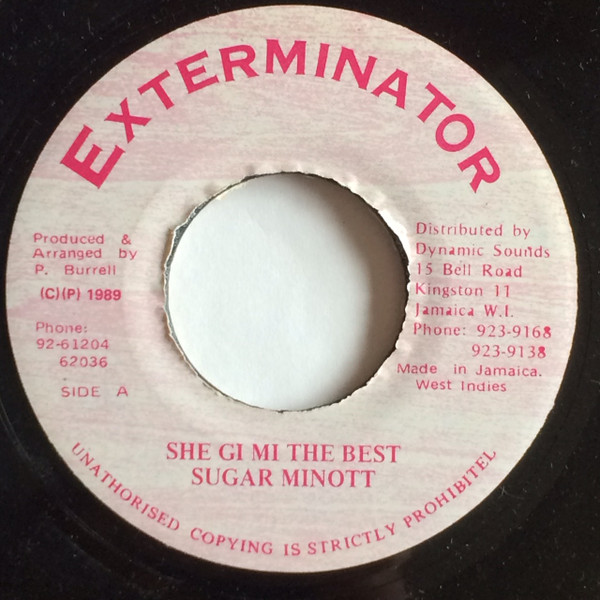 EXTERMINATOR
Produced &
Arranged by
P. Burrell
(C)(P) 1989
Phone:
92-61204
62036
SIDE A
Distributed by
Dynamic Sounds
15 Bell Road
Kingston 11
Jamaica W.I.
Phone: 923-9168
923-9138
Made in Jamaica.
West Indies
SHE GI MI THE BEST
SUGAR MINOTT
UNATHORISED COPYING IS STRICTLY PROHIBITEL